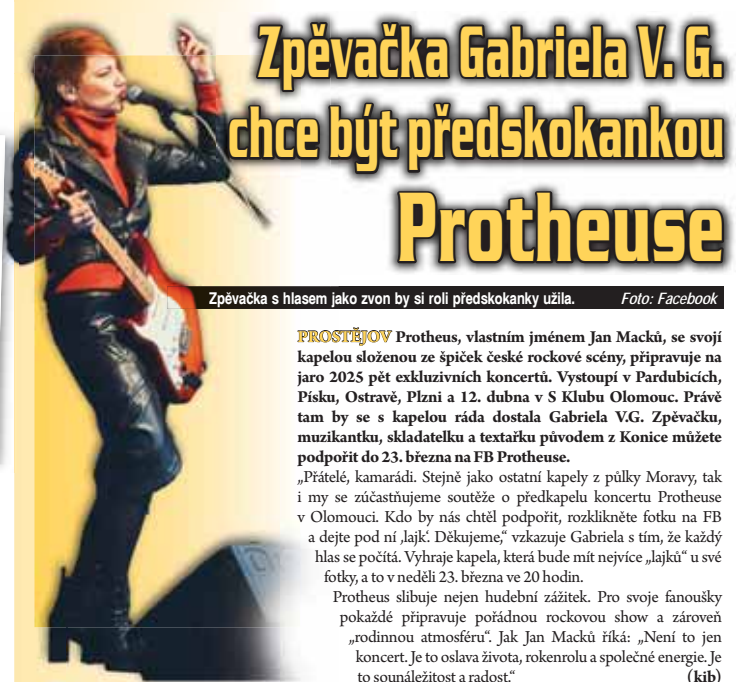 Zpěvačka Gabriela V. G.
chce být předskokankou
Protheuse
Zpěvačka s hlasem jako zvon by si roli předskokanky užila. Foto: Facebook
PROSTĚJOV Protheus, vlastním jménem Jan Macků, se svojí
kapelou složenou ze špiček české rockové scény, připravuje na
jaro 2025 pět exkluzivních koncertů. Vystoupí v Pardubicích,
Písku, Ostravě, Plzni a 12. dubna v S Klubu Olomouc. Právě
tam by se s kapelou ráda dostala Gabriela V.G. Zpěvačku,
muzikantku, skladatelku a textařku původem z Konice můžete
podpořit do 23. března na FB Protheuse.
„Přátelé, kamarádi. Stejně jako ostatní kapely z půlky Moravy, tak
i my se zúčastňujeme soutěže o předkapelu koncertu Protheuse
v Olomouci. Kdo by nás chtěl podpořit, rozklikněte fotku na FB
a dejte pod ní ‚lajk‘. Děkujeme,“ vzkazuje Gabriela s tím, že každý
hlas se počítá. Vyhraje kapela, která bude mít nejvíce „lajků“ u své
fotky, a to v neděli 23. března ve 20 hodin.
Protheus slibuje nejen hudební zážitek. Pro svoje fanoušky
pokaždé připravuje pořádnou rockovou show a zároveň
„rodinnou atmosféru“. Jak Jan Macků říká: „Není to jen
koncert. Je to oslava života, rokenrolu a společné energie. Je
to sounáležitost a radost.“ (kib)